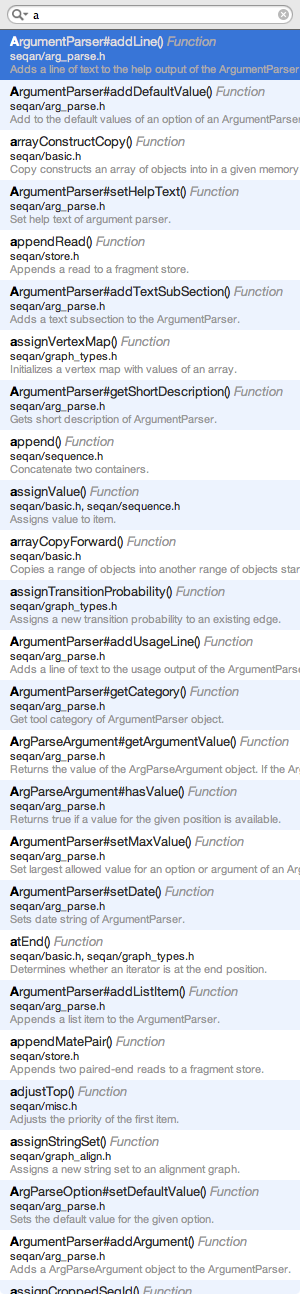 a
ArgumentParser#addLine() Function
seqan/arg_parse.h
Adds a line of text to the help output of the ArgumentParser
ArgumentParser#addDefaultValue() Function
seqan/arg_parse.h
Add to the default values of an option of an ArgumentParser
arrayConstructCopy() Function
seqan/basic.h
Copy constructs an array of objects into in a given memory
ArgumentParser#setHelpText() Function
seqan/arg_parse.h
Set help text of argument parser.
appendRead() Function
seqan/store.h
Appends a read to a fragment store.
ArgumentParser#addTextSubSection() Function
seqan/arg_parse.h
Adds a text subsection to the ArgumentParser.
assignVertexMap() Function
seqan/graph_types.h
Initializes a vertex map with values of an array.
ArgumentParser#getShortDescription() Function
seqan/arg_parse.h
Gets short description of ArgumentParser.
append() Function
seqan/sequence.h
Concatenate two containers.
assignValue() Function
seqan/basic.h, seqan/sequence.h
Assigns value to item.
arrayCopyForward() Function
seqan/basic.h
Copies a range of objects into another range of objects star
assignTransitionProbability() Function
seqan/graph_types.h
Assigns a new transition probability to an existing edge.
ArgumentParser#addUsageLine() Function
seqan/arg_parse.h
Adds a line of text to the usage output of the ArgumentParse
ArgumentParser#getCategory() Function
seqan/arg_parse.h
Get tool category of ArgumentParser object.
ArgParseArgument#getArgumentValue() Function
seqan/arg_parse.h
Returns the value of the ArgParseArgument object. If the Ar
ArgParseArgument#hasValue() Function
seqan/arg_parse.h
Returns true if a value for the given position is available.
ArgumentParser#setMaxValue() Function
seqan/arg_parse.h
Set largest allowed value for an option or argument of an Ar
ArgumentParser#setDate() Function
seqan/arg_parse.h
Sets date string of ArgumentParser.
atEnd() Function
seqan/basic.h, seqan/graph_types.h
Determines whether an iterator is at the end position.
ArgumentParser#addListItem() Function
seqan/arg_parse.h
Appends a list item to the ArgumentParser.
appendMatePair() Function
seqan/store.h
Appends two paired-end reads to a fragment store.
adjustTop() Function
seqan/misc.h
Adjusts the priority of the first item.
assignStringSet() Function
seqan/graph_align.h
Assigns a new string set to an alignment graph.
ArgParseOption#setDefaultValue() Function
seqan/arg_parse.h
Sets the default value for the given option.
ArgumentParser#addArgument() Function
seqan/arg_parse.h
Adds a ArgParseArgument object to the ArgumentParser.
assignCroppedSeqId() Function